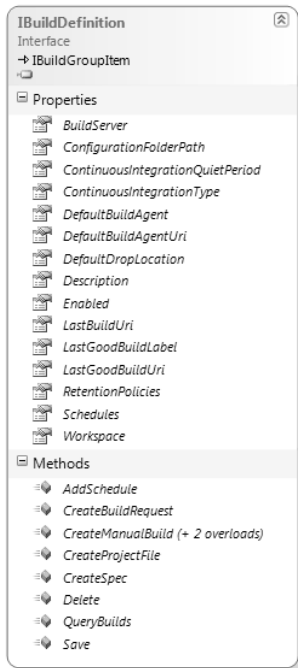 IBuildDefinition
Interface
IBuildGroupItem
Properties
BuildServer
ConfigurationFolderPath
ContinuousIntegrationQuietPeriod
ContinuousIntegrationType
DefaultBuildAgent
DefaultBuildAgentUri
DefaultDropLocation
Description
Enabled
LastBuildUri
LastGoodBuildLabel
LastGoodBuildUri
RetentionPolicies
Schedules
Workspace
Methods
AddSchedule
CreateBuildRequest
CreateManualBuild (+ 2 overloads)
CreateProjectFile
CreateSpec
Delete
QueryBuilds
Save